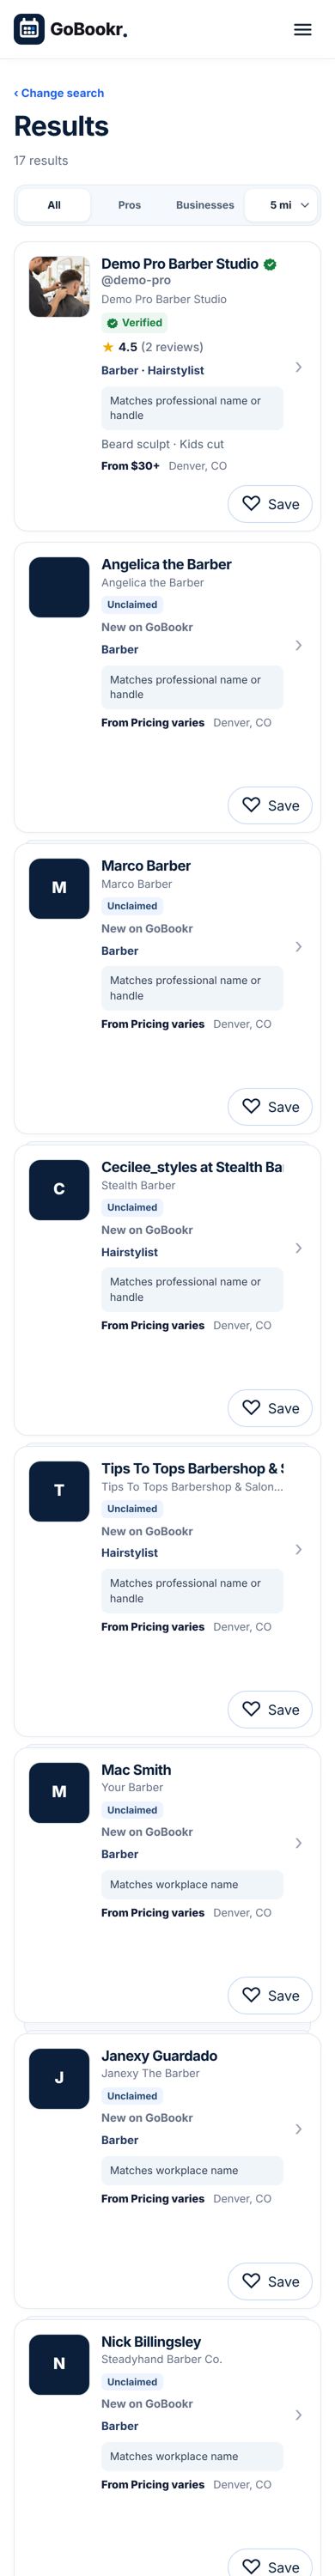 GoBookr.
‹ Change search
Results
17 results
All Pros Businesses 5 mi
Demo Pro Barber Studio
@demo-pro
Demo Pro Barber Studio
Verified
★ 4.5 (2 reviews)
Barber · Hairstylist
Matches professional name or
handle
Beard sculpt · Kids cut
From $30+ Denver, CO
Save
Angelica the Barber
Angelica the Barber
Unclaimed
New on GoBookr
Barber
Matches professional name or
handle
From Pricing varies Denver, CO
Save
M
Marco Barber
Marco Barber
Unclaimed
New on GoBookr
Barber
Matches professional name or
handle
From Pricing varies Denver, CO
Save
C
Cecilee_styles at Stealth Ba
Stealth Barber
Unclaimed
New on GoBookr
Hairstylist
Matches professional name or
handle
From Pricing varies Denver, CO
Save
T
Tips To Tops Barbershop &
Tips To Tops Barbershop & Salon...
Unclaimed
New on GoBookr
Hairstylist
Matches professional name or
handle
From Pricing varies Denver, CO
Save
M
Mac Smith
Your Barber
Unclaimed
New on GoBookr
Barber
Matches workplace name
From Pricing varies Denver, CO
Save
J
Janexy Guardado
Janexy The Barber
Unclaimed
New on GoBookr
Barber
Matches workplace name
From Pricing varies Denver, CO
Save
N
Nick Billingsley
Steadyhand Barber Co.
Unclaimed
New on GoBookr
Barber
Matches workplace name
From Pricing varies Denver, CO
Save